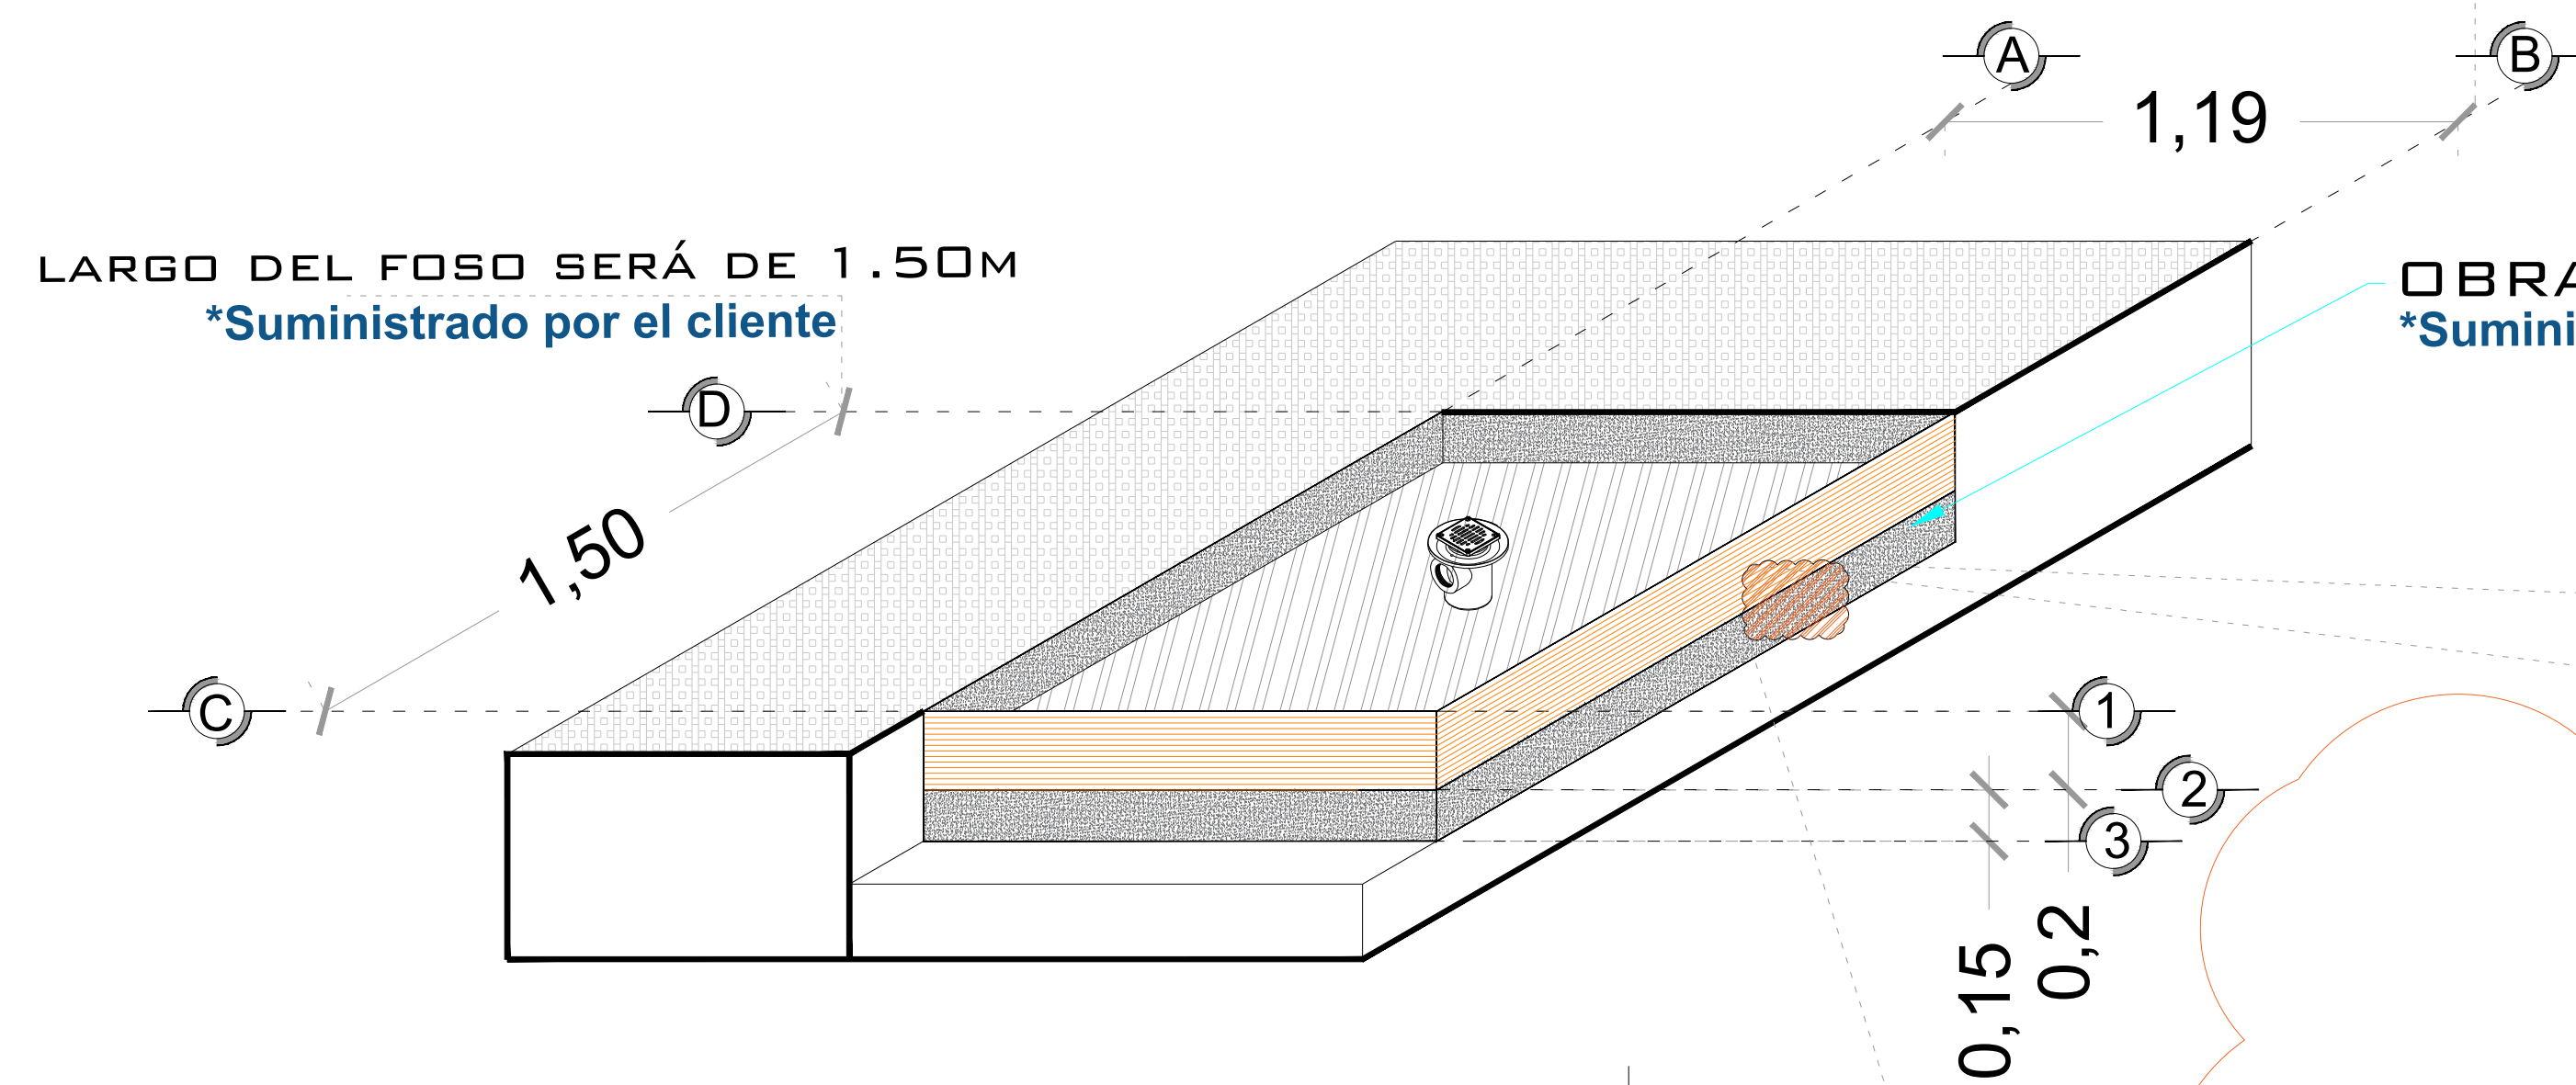 A
B
1,19
LARGO DEL FOSO SERÁ DE 1.50M
*Suministrado por el cliente
OBRA
*Sumini
D
1,50
C
1
2
3
0,15
0,2